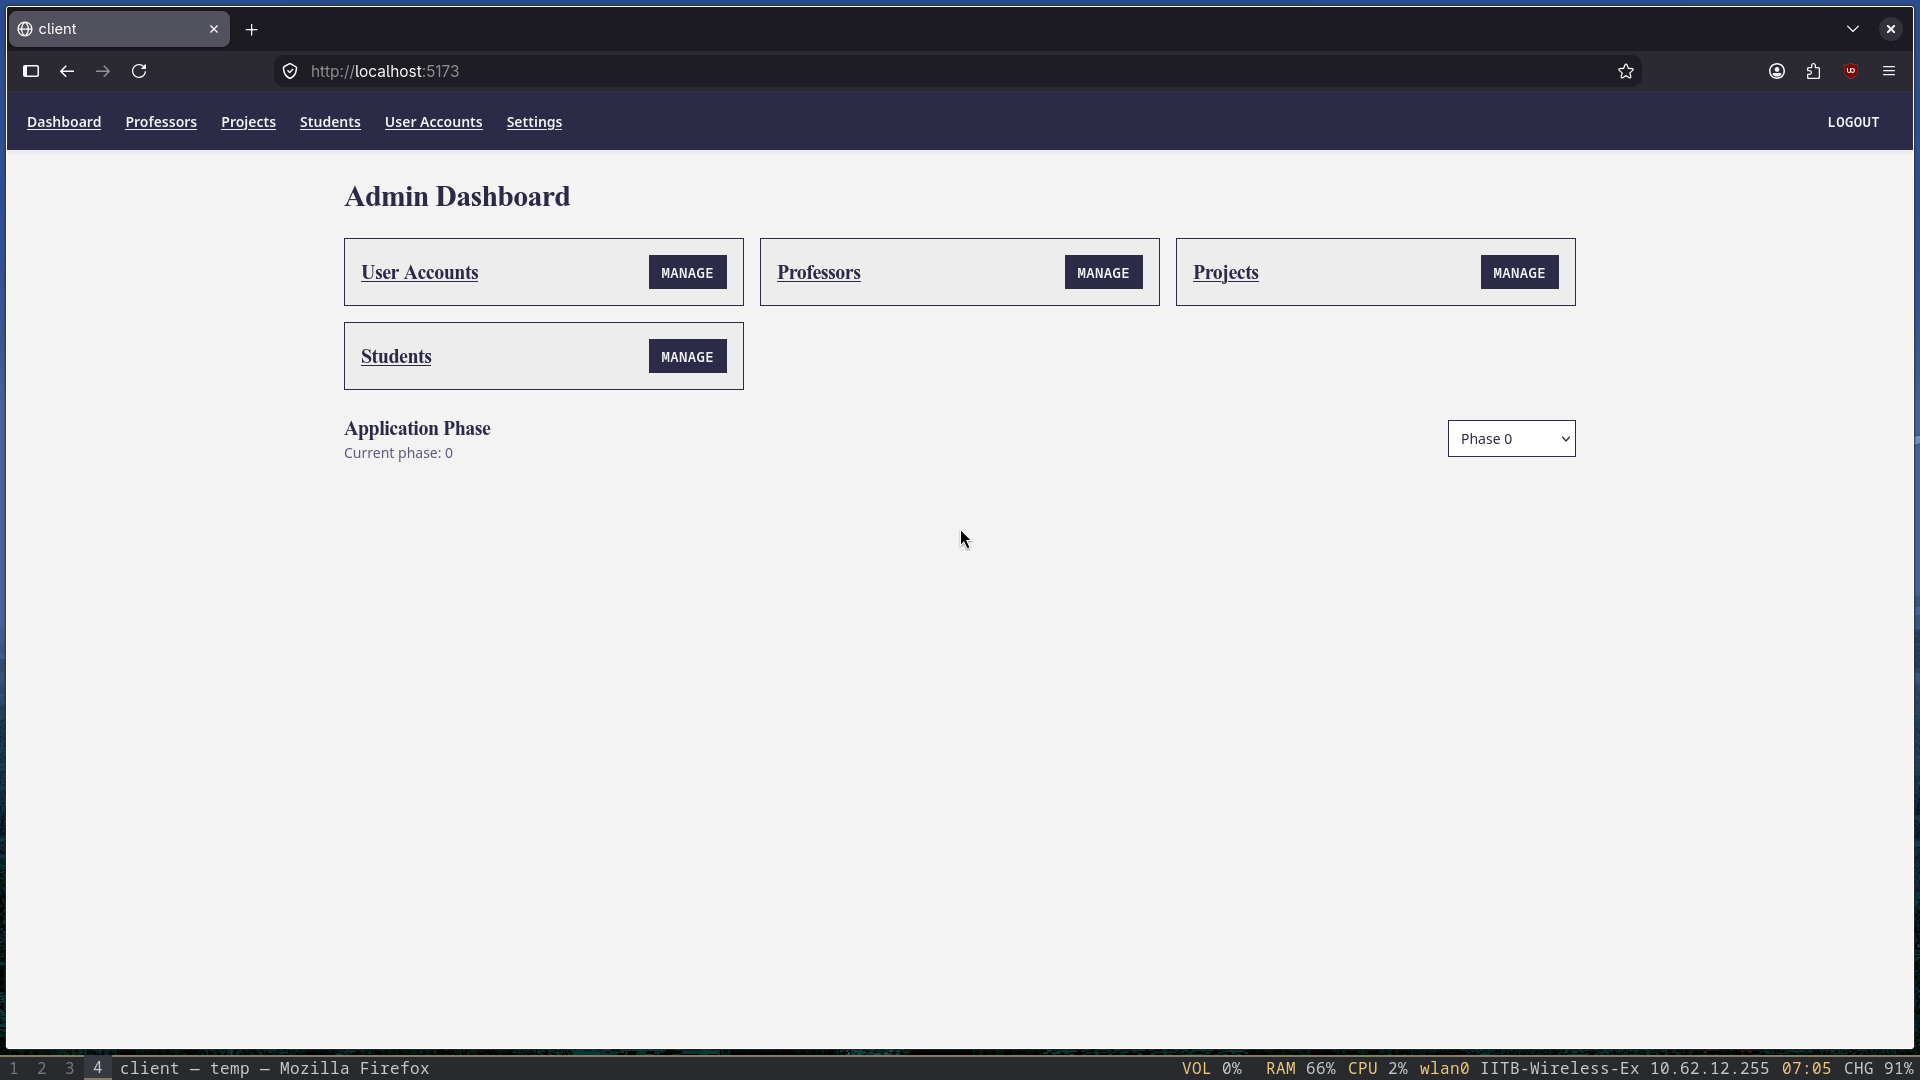 client
http://localhost:5173
Dashboard Professors Projects Students User Accounts Settings LOGOUT
Admin Dashboard
User Accounts MANAGE Professors MANAGE Projects MANAGE
Students MANAGE
Application Phase
Current phase: 0
Phase 0
1 2 3 4 client — temp — Mozilla Firefox VOL 0% RAM 66% CPU 2% wlan0 IITB-Wireless-Ex 10.62.12.255 07:05 CHG 91%